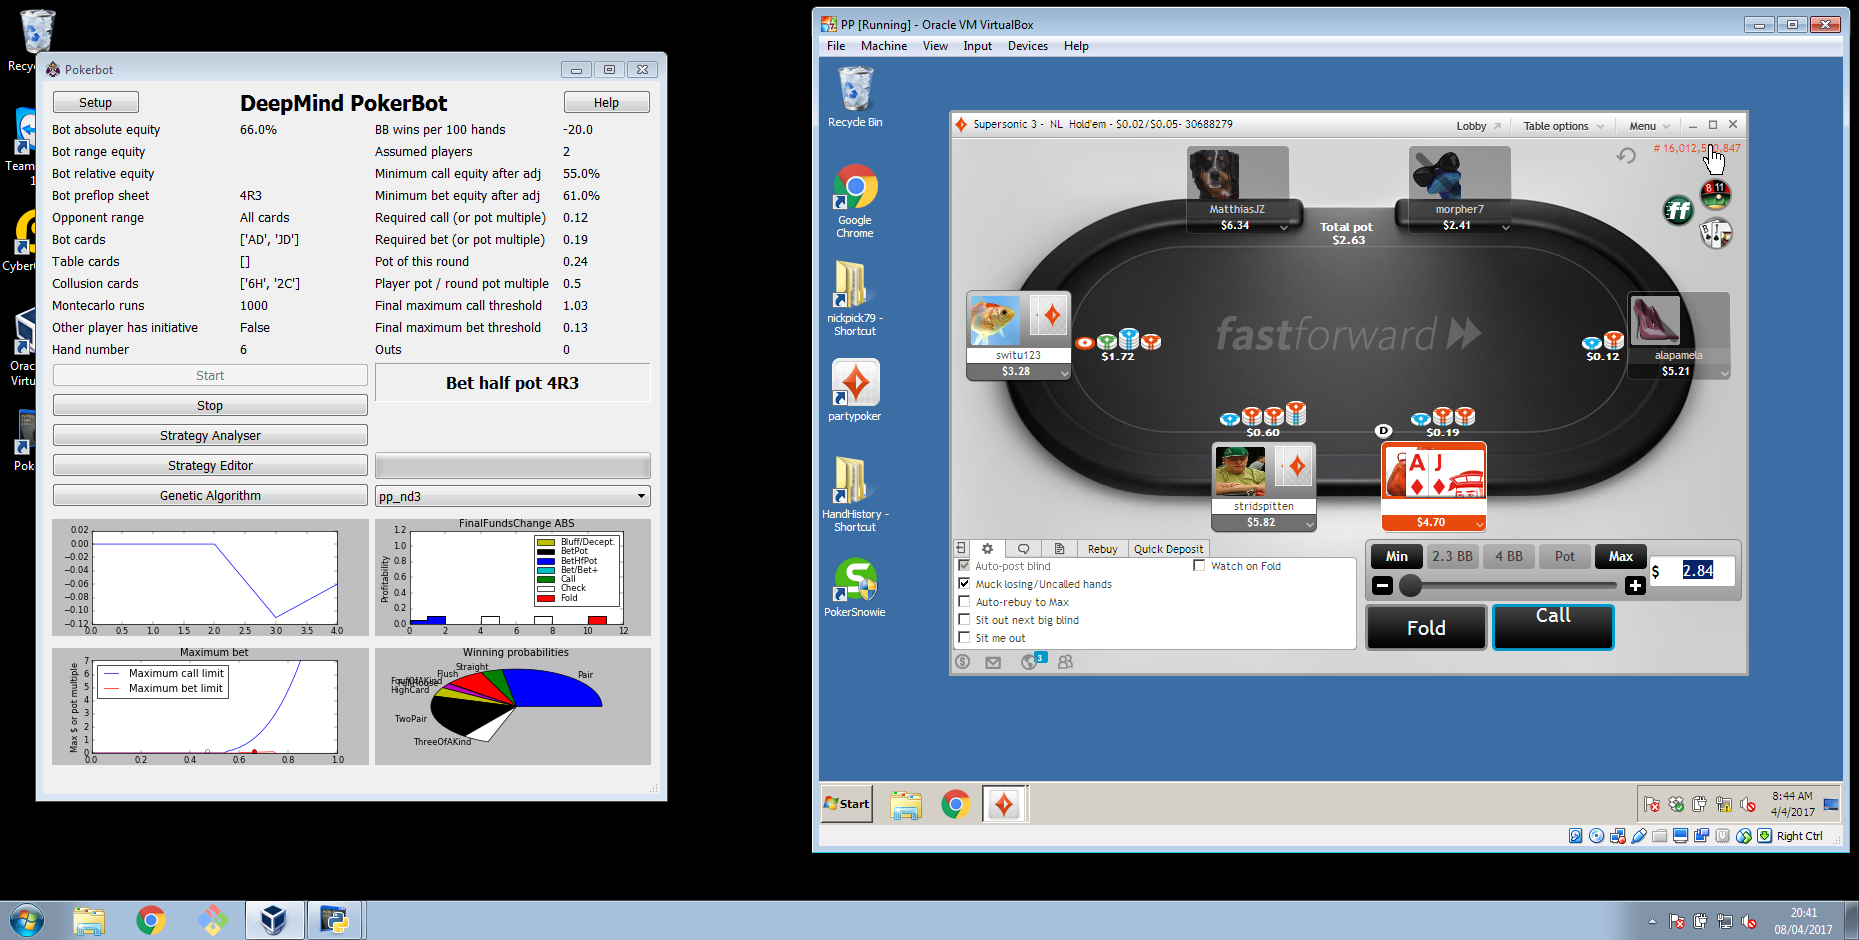 Recyc
Team
1
CyberG
Orac
Virtu
Pok
Pokerbot
Setup
DeepMind PokerBot
Help
Bot absolute equity 66.0% BB wins per 100 hands -20.0
Bot range equity Assumed players 2
Bot relative equity Minimum call equity after adj 55.0%
Bot preflop sheet 4R3 Minimum bet equity after adj 61.0%
Opponent range All cards Required call (or pot multiple) 0.12
Bot cards ['AD', 'JD'] Required bet (or pot multiple) 0.19
Table cards [] Pot of this round 0.24
Collusion cards ['6H', '2C'] Player pot / round pot multiple 0.5
Montecarlo runs 1000 Final maximum call threshold 1.03
Other player has initiative False Final maximum bet threshold 0.13
Hand number 6 Outs 0
Start
Bet half pot 4R3
Stop
Strategy Analyser
Strategy Editor
Genetic Algorithm
pp_nd3
0.02
0.00
−0.02
−0.04
−0.06
−0.08
−0.10
−0.12
0.0 0.5 1.0 1.5 2.0 2.5 3.0 3.5 4.0
FinalFundsChange ABS
Profitability
1.2
1.0
0.8
0.6
0.4
0.2
0.0
0 2 4 6 8 10 12
Bluff/Decept.
BetPot
BetHfPot
Bet/Bet+
Call
Check
Fold
Maximum bet
Max $ or pot multiple
7
6
5
4
3
2
1
0
0.0 0.2 0.4 0.6 0.8 1.0
Maximum call limit
Maximum bet limit
Winning probabilities
Pair
Straight
Flush
HighCard
TwoPair
ThreeOfAKind
PP [Running] - Oracle VM VirtualBox
File Machine View Input Devices Help
Recycle Bin
Google
Chrome
nickpick79 -
Shortcut
partypoker
HandHistory -
Shortcut
PokerSnowie
Supersonic 3 - NL Hold'em - $0.02/$0.05- 30688279
Lobby Table options Menu
ff
8 11
MatthiasJZ
$6.34
morpher7
$2.41
Total pot
$2.63
switu123
$3.28
$1.72
fastforward
$0.12
alapamela
$5.21
$0.60
D
$0.19
stridspitten
$5.82
A J
$4.70
Rebuy Quick Deposit
Auto-post blind
Watch on Fold
Muck losing/Uncalled hands
Auto-rebuy to Max
Sit out next big blind
Sit me out
3
Min 2.3 BB 4 BB Pot Max
$ 2.84
Fold Call
Start
8:44 AM
4/4/2017
Right Ctrl
20:41
08/04/2017